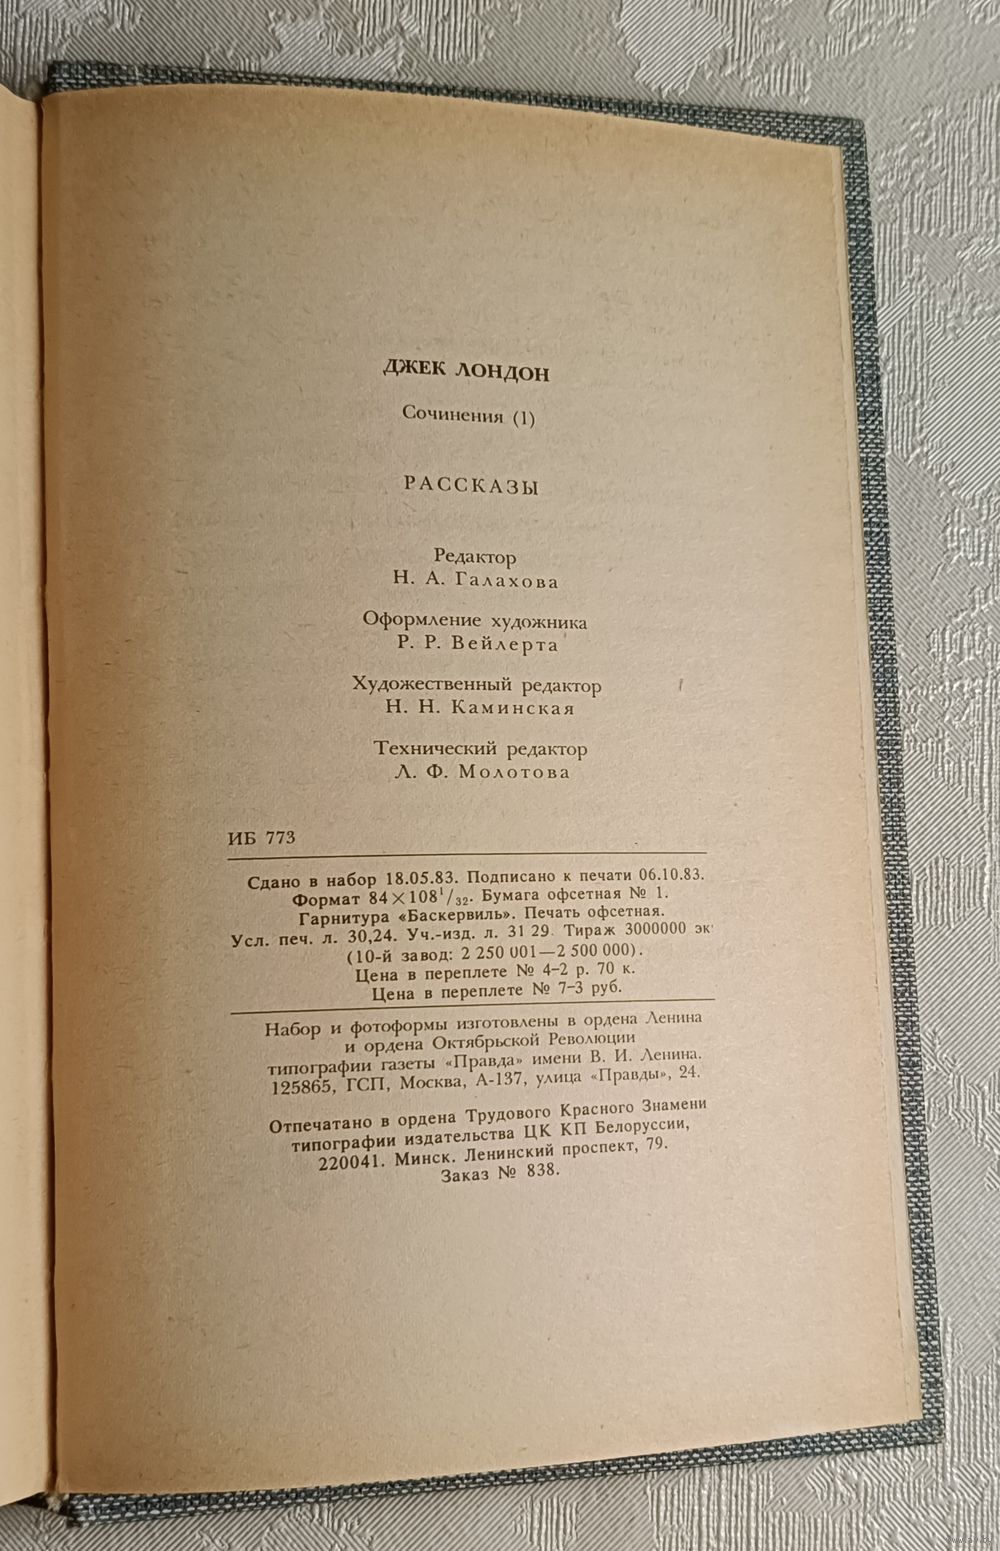 ДЖЕК ЛОНДОН
Сочинения (1)
РАССКАЗЫ
Редактор
Н. А. Галахова
Оформление художника
Р. Р. Вейлерта
Художественный редактор
Н. Н. Каминская
Технический редактор
Л. Ф. Молотова
ИБ 773
Сдано в набор 18.05.83. Подписано к печати 06.10.83.
Формат 84×108¹/₃₂. Бумага офсетная № 1.
Гарнитура «Баскервиль». Печать офсетная.
Усл. печ. л. 30,24. Уч.-изд. л. 31 29. Тираж 3000000 эк
(10-й завод: 2 250 001—2 500 000).
Цена в переплете № 4–2 р. 70 к.
Цена в переплете № 7–3 руб.
Набор и фотоформы изготовлены в ордена Ленина
и ордена Октябрьской Революции
типографии газеты «Правда» имени В. И. Ленина.
125865, ГСП, Москва, А-137, улица «Правды», 24.
Отпечатано в ордена Трудового Красного Знамени
типографии издательства ЦК КП Белоруссии,
220041. Минск. Ленинский проспект, 79.
Заказ № 838.